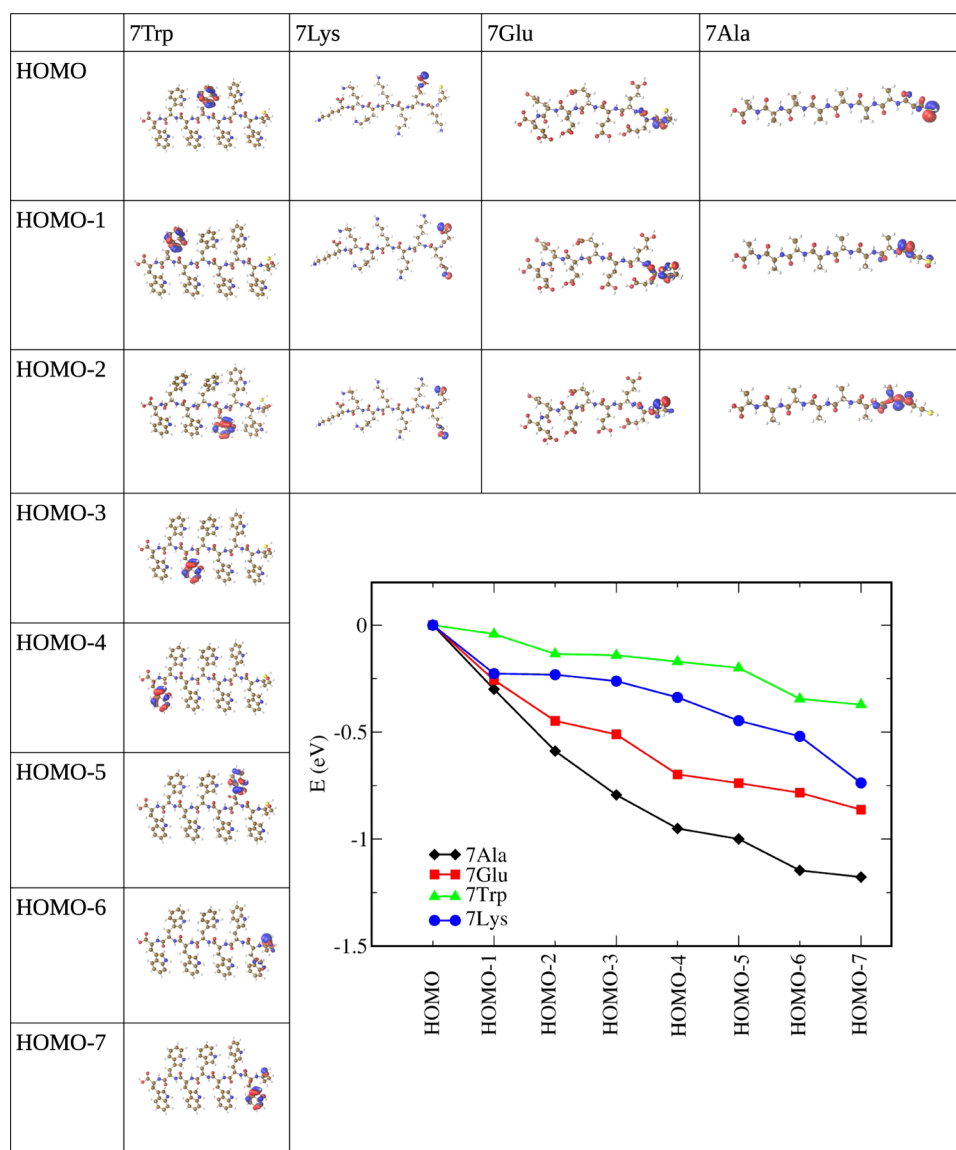 7Trp 7Lys 7Glu 7Ala
HOMO
HOMO-1
HOMO-2
HOMO-3
HOMO-4
HOMO-5
HOMO-6
HOMO-7
0
-0.5
-1
-1.5
E (eV)
7Ala
7Glu
7Trp
7Lys
HOMO
HOMO-1
HOMO-2
HOMO-3
HOMO-4
HOMO-5
HOMO-6
HOMO-7